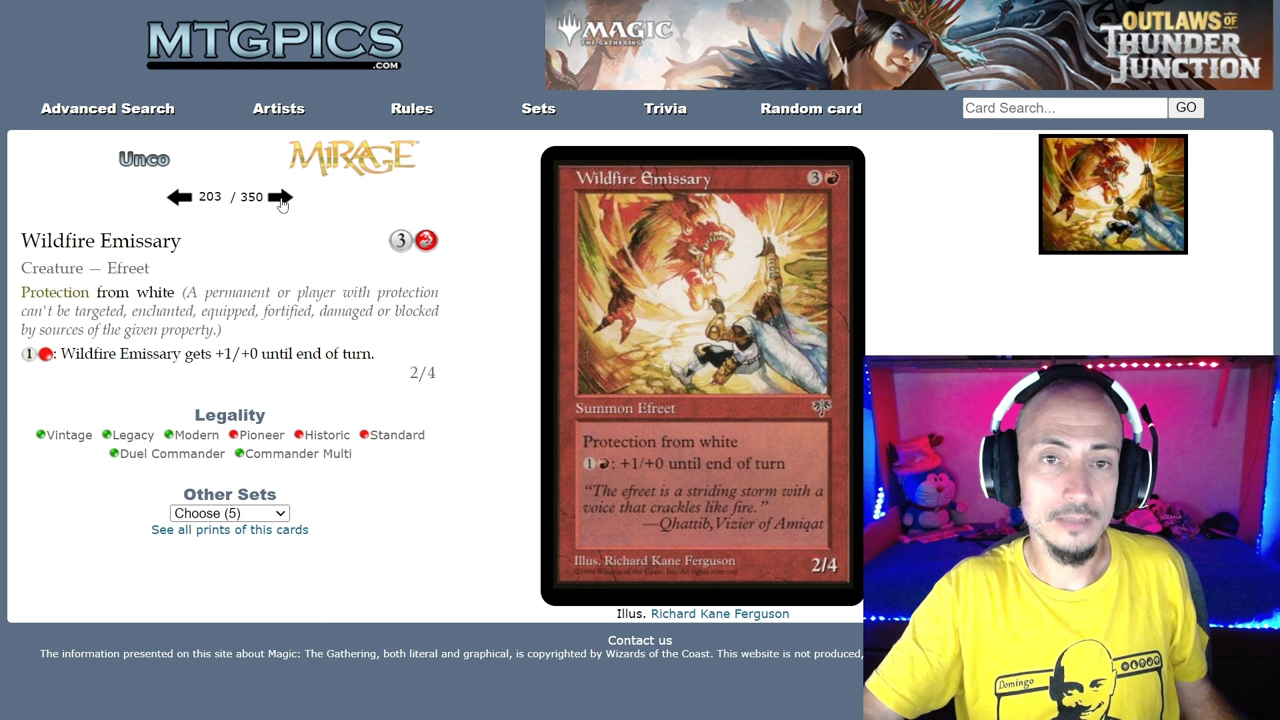 MTGPICS
.COM
MAGIC
THE GATHERING
OUTLAWS OF
THUNDER
JUNCTION
Advanced Search
Artists
Rules
Sets
Trivia
Random card
Card Search...
GO
Unco
MIRAGE
203 / 350
Wildfire Emissary
3
Creature — Efreet
Protection from white (A permanent or player with protection
can't be targeted, enchanted, equipped, fortified, damaged or blocked
by sources of the given property.)
1 : Wildfire Emissary gets +1/+0 until end of turn.
2/4
Legality
Vintage Legacy Modern Pioneer Historic Standard
Duel Commander Commander Multi
Other Sets
Choose (5)
See all prints of this cards
Wildfire Emissary 3
Summon Efreet
Protection from white
1 : +1/+0 until end of turn
“The efreet is a striding storm with a
voice that crackles like fire.”
—Qhattib, Vizier of Amiqat
Illus. Richard Kane Ferguson
2/4
Illus. Richard Kane Ferguson
Contact us
The information presented on this site about Magic: The Gathering, both literal and graphical, is copyrighted by Wizards of the Coast. This website is not produced,
Domingo